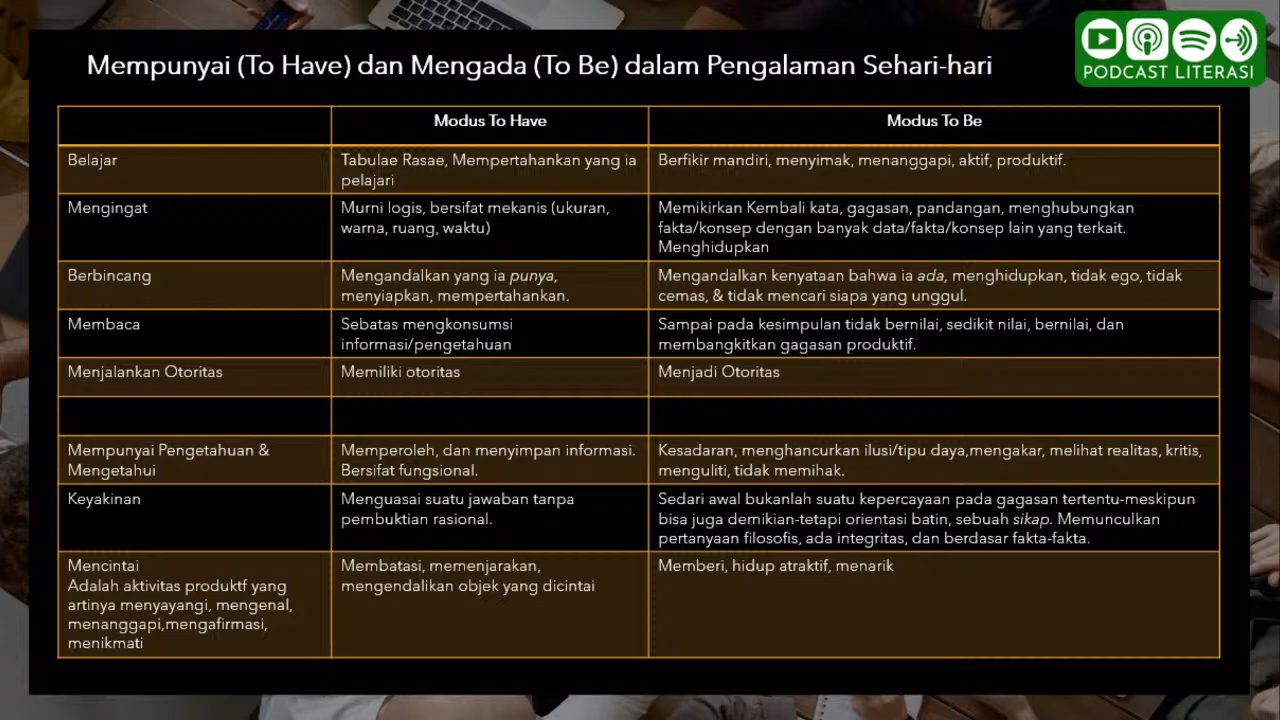 Mempunyai (To Have) dan Mengada (To Be) dalam Pengalaman Sehari-hari
PODCAST LITERASI
Modus To Have
Modus To Be
Belajar
Tabulae Rasae, Mempertahankan yang ia
pelajari
Berfikir mandiri, menyimak, menanggapi, aktif, produktif.
Mengingat
Murni logis, bersifat mekanis (ukuran,
warna, ruang, waktu)
Memikirkan Kembali kata, gagasan, pandangan, menghubungkan
fakta/konsep dengan banyak data/fakta/konsep lain yang terkait.
Menghidupkan
Berbincang
Mengandalkan yang ia punya,
menyiapkan, mempertahankan.
Mengandalkan kenyataan bahwa ia ada, menghidupkan, tidak ego, tidak
cemas, & tidak mencari siapa yang unggul.
Membaca
Sebatas mengkonsumsi
informasi/pengetahuan
Sampai pada kesimpulan tidak bernilai, sedikit nilai, bernilai, dan
membangkitkan gagasan produktif.
Menjalankan Otoritas
Memiliki otoritas
Menjadi Otoritas
Mempunyai Pengetahuan &
Mengetahui
Memperoleh, dan menyimpan informasi.
Bersifat fungsional.
Kesadaran, menghancurkan ilusi/tipu daya,mengakar, melihat realitas, kritis,
menguliti, tidak memihak.
Keyakinan
Menguasai suatu jawaban tanpa
pembuktian rasional.
Sedari awal bukanlah suatu kepercayaan pada gagasan tertentu-meskipun
bisa juga demikian-tetapi orientasi batin, sebuah sikap. Memunculkan
pertanyaan filosofis, ada integritas, dan berdasar fakta-fakta.
Mencintai
Adalah aktivitas produktf yang
artinya menyayangi, mengenal,
menanggapi,mengafirmasi,
menikmati
Membatasi, memenjarakan,
mengendalikan objek yang dicintai
Memberi, hidup atraktif, menarik